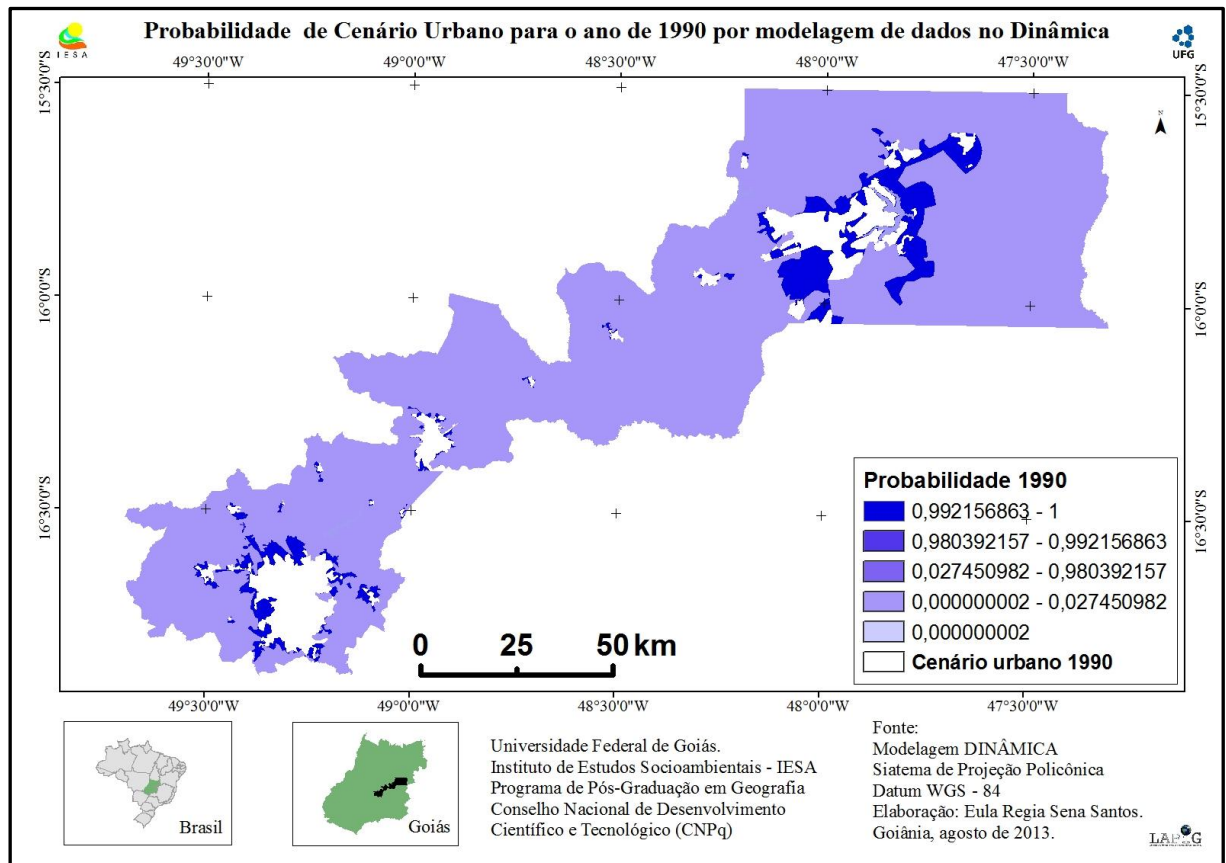 Probabilidade de Cenário Urbano para o ano de 1990 por modelagem de dados no Dinâmica
IESA
UFG
49°30'0"W
49°0'0"W
48°30'0"W
48°0'0"W
47°30'0"W
15°30'0"S
15°30'0"S
N
16°0'0"S
16°0'0"S
16°30'0"S
16°30'0"S
Probabilidade 1990
0,992156863 - 1
0,980392157 - 0,992156863
0,027450982 - 0,980392157
0,000000002 - 0,027450982
0,000000002
Cenário urbano 1990
0 25 50 km
49°30'0"W
49°0'0"W
48°30'0"W
48°0'0"W
47°30'0"W
Brasil
Goiás
Universidade Federal de Goiás.
Instituto de Estudos Socioambientais - IESA
Programa de Pós-Graduação em Geografia
Conselho Nacional de Desenvolvimento
Científico e Tecnológico (CNPq)
Fonte:
Modelagem DINÂMICA
Siatema de Projeção Policônica
Datum WGS - 84
Elaboração: Eula Regia Sena Santos.
Goiânia, agosto de 2013.
LAPIG